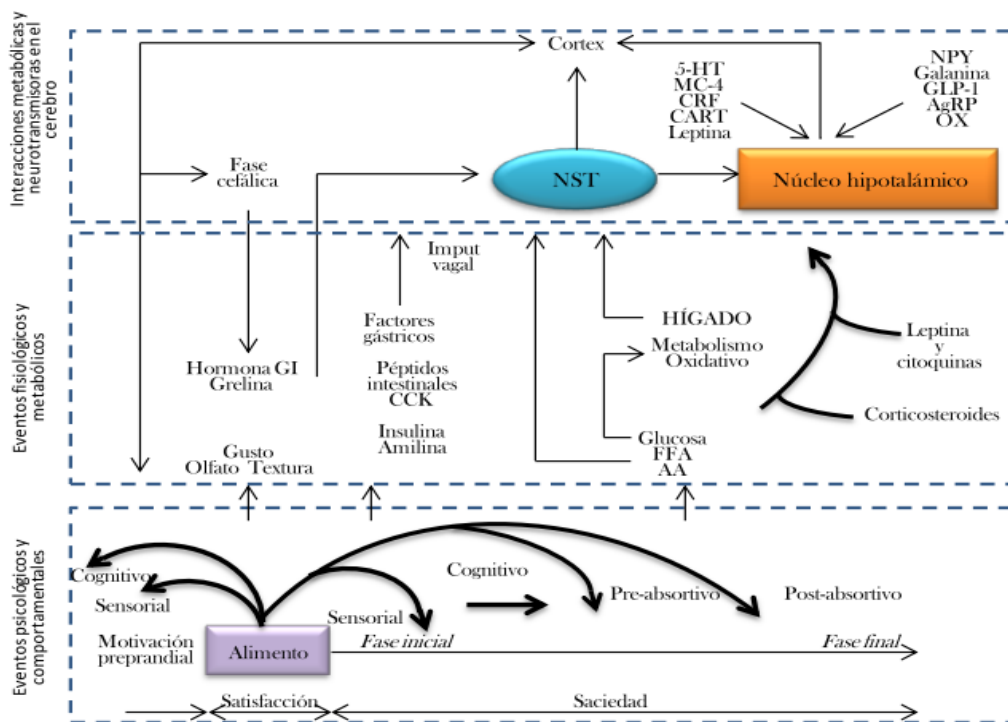 Interacciones metabólicas y
neurotransmisoras en el
cerebro
Cortex
5-HT
MC-4
CRF
CART
Leptina
NPY
Galanina
GLP-1
AgRP
OX
Fase
cefálica
NST
Núcleo hipotalámico
Eventos fisiológicos y
metabólicos
Imput
vagal
Factores
gástricos
HÍGADO
Metabolismo
Oxidativo
Leptina
y
citoquinas
Hormona GI
Grelina
Péptidos
intestinales
CCK
Corticosteroides
Insulina
Amilina
Glucosa
FFA
AA
Gusto
Olfato Textura
Eventos psicológicos y
comportamentales
Cognitivo
Sensorial
Cognitivo
Pre-absortivo
Post-absortivo
Sensorial
Motivación
preprandial
Alimento
Fase inicial
Fase final
Satisfacción
Saciedad